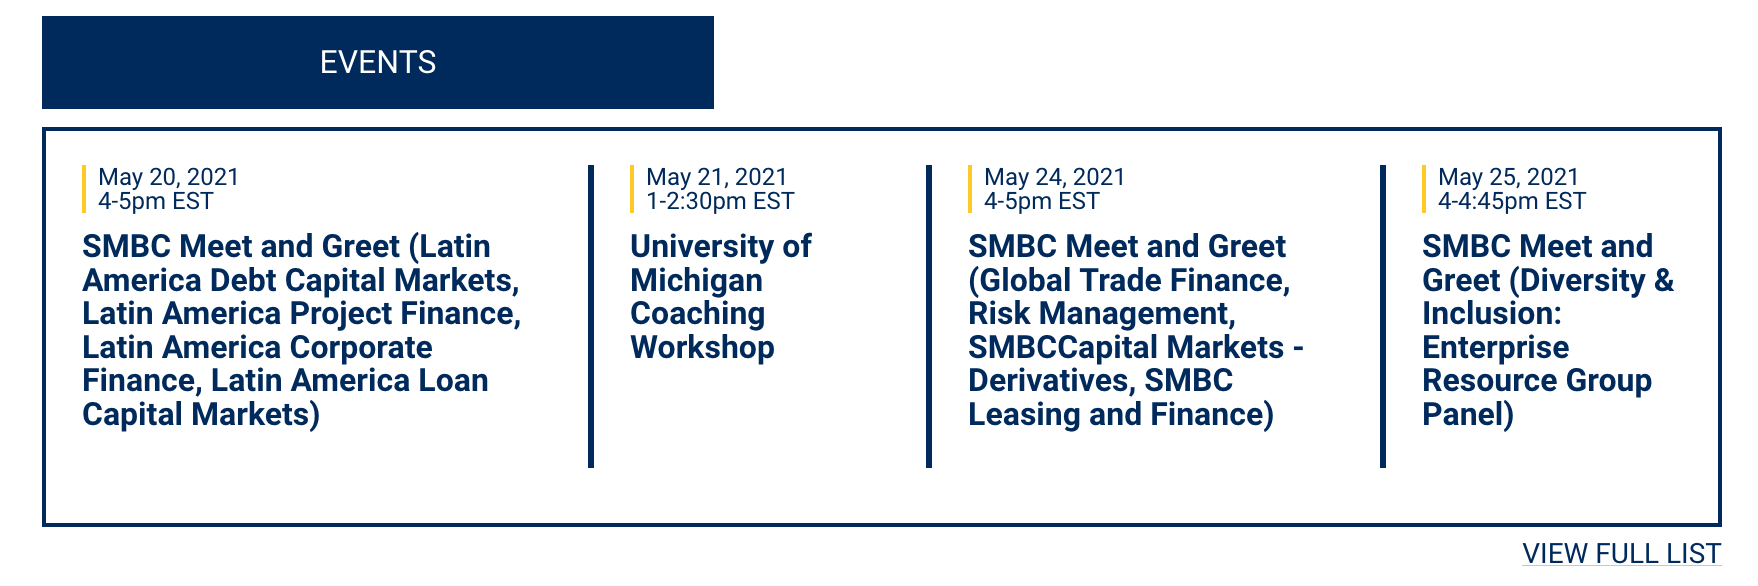 EVENTS
May 20, 2021
4-5pm EST
SMBC Meet and Greet (Latin
America Debt Capital Markets,
Latin America Project Finance,
Latin America Corporate
Finance, Latin America Loan
Capital Markets)
May 21, 2021
1-2:30pm EST
University of
Michigan
Coaching
Workshop
May 24, 2021
4-5pm EST
SMBC Meet and Greet
(Global Trade Finance,
Risk Management,
SMBCCapital Markets -
Derivatives, SMBC
Leasing and Finance)
May 25, 2021
4-4:45pm EST
SMBC Meet and
Greet (Diversity &
Inclusion:
Enterprise
Resource Group
Panel)
VIEW FULL LIST